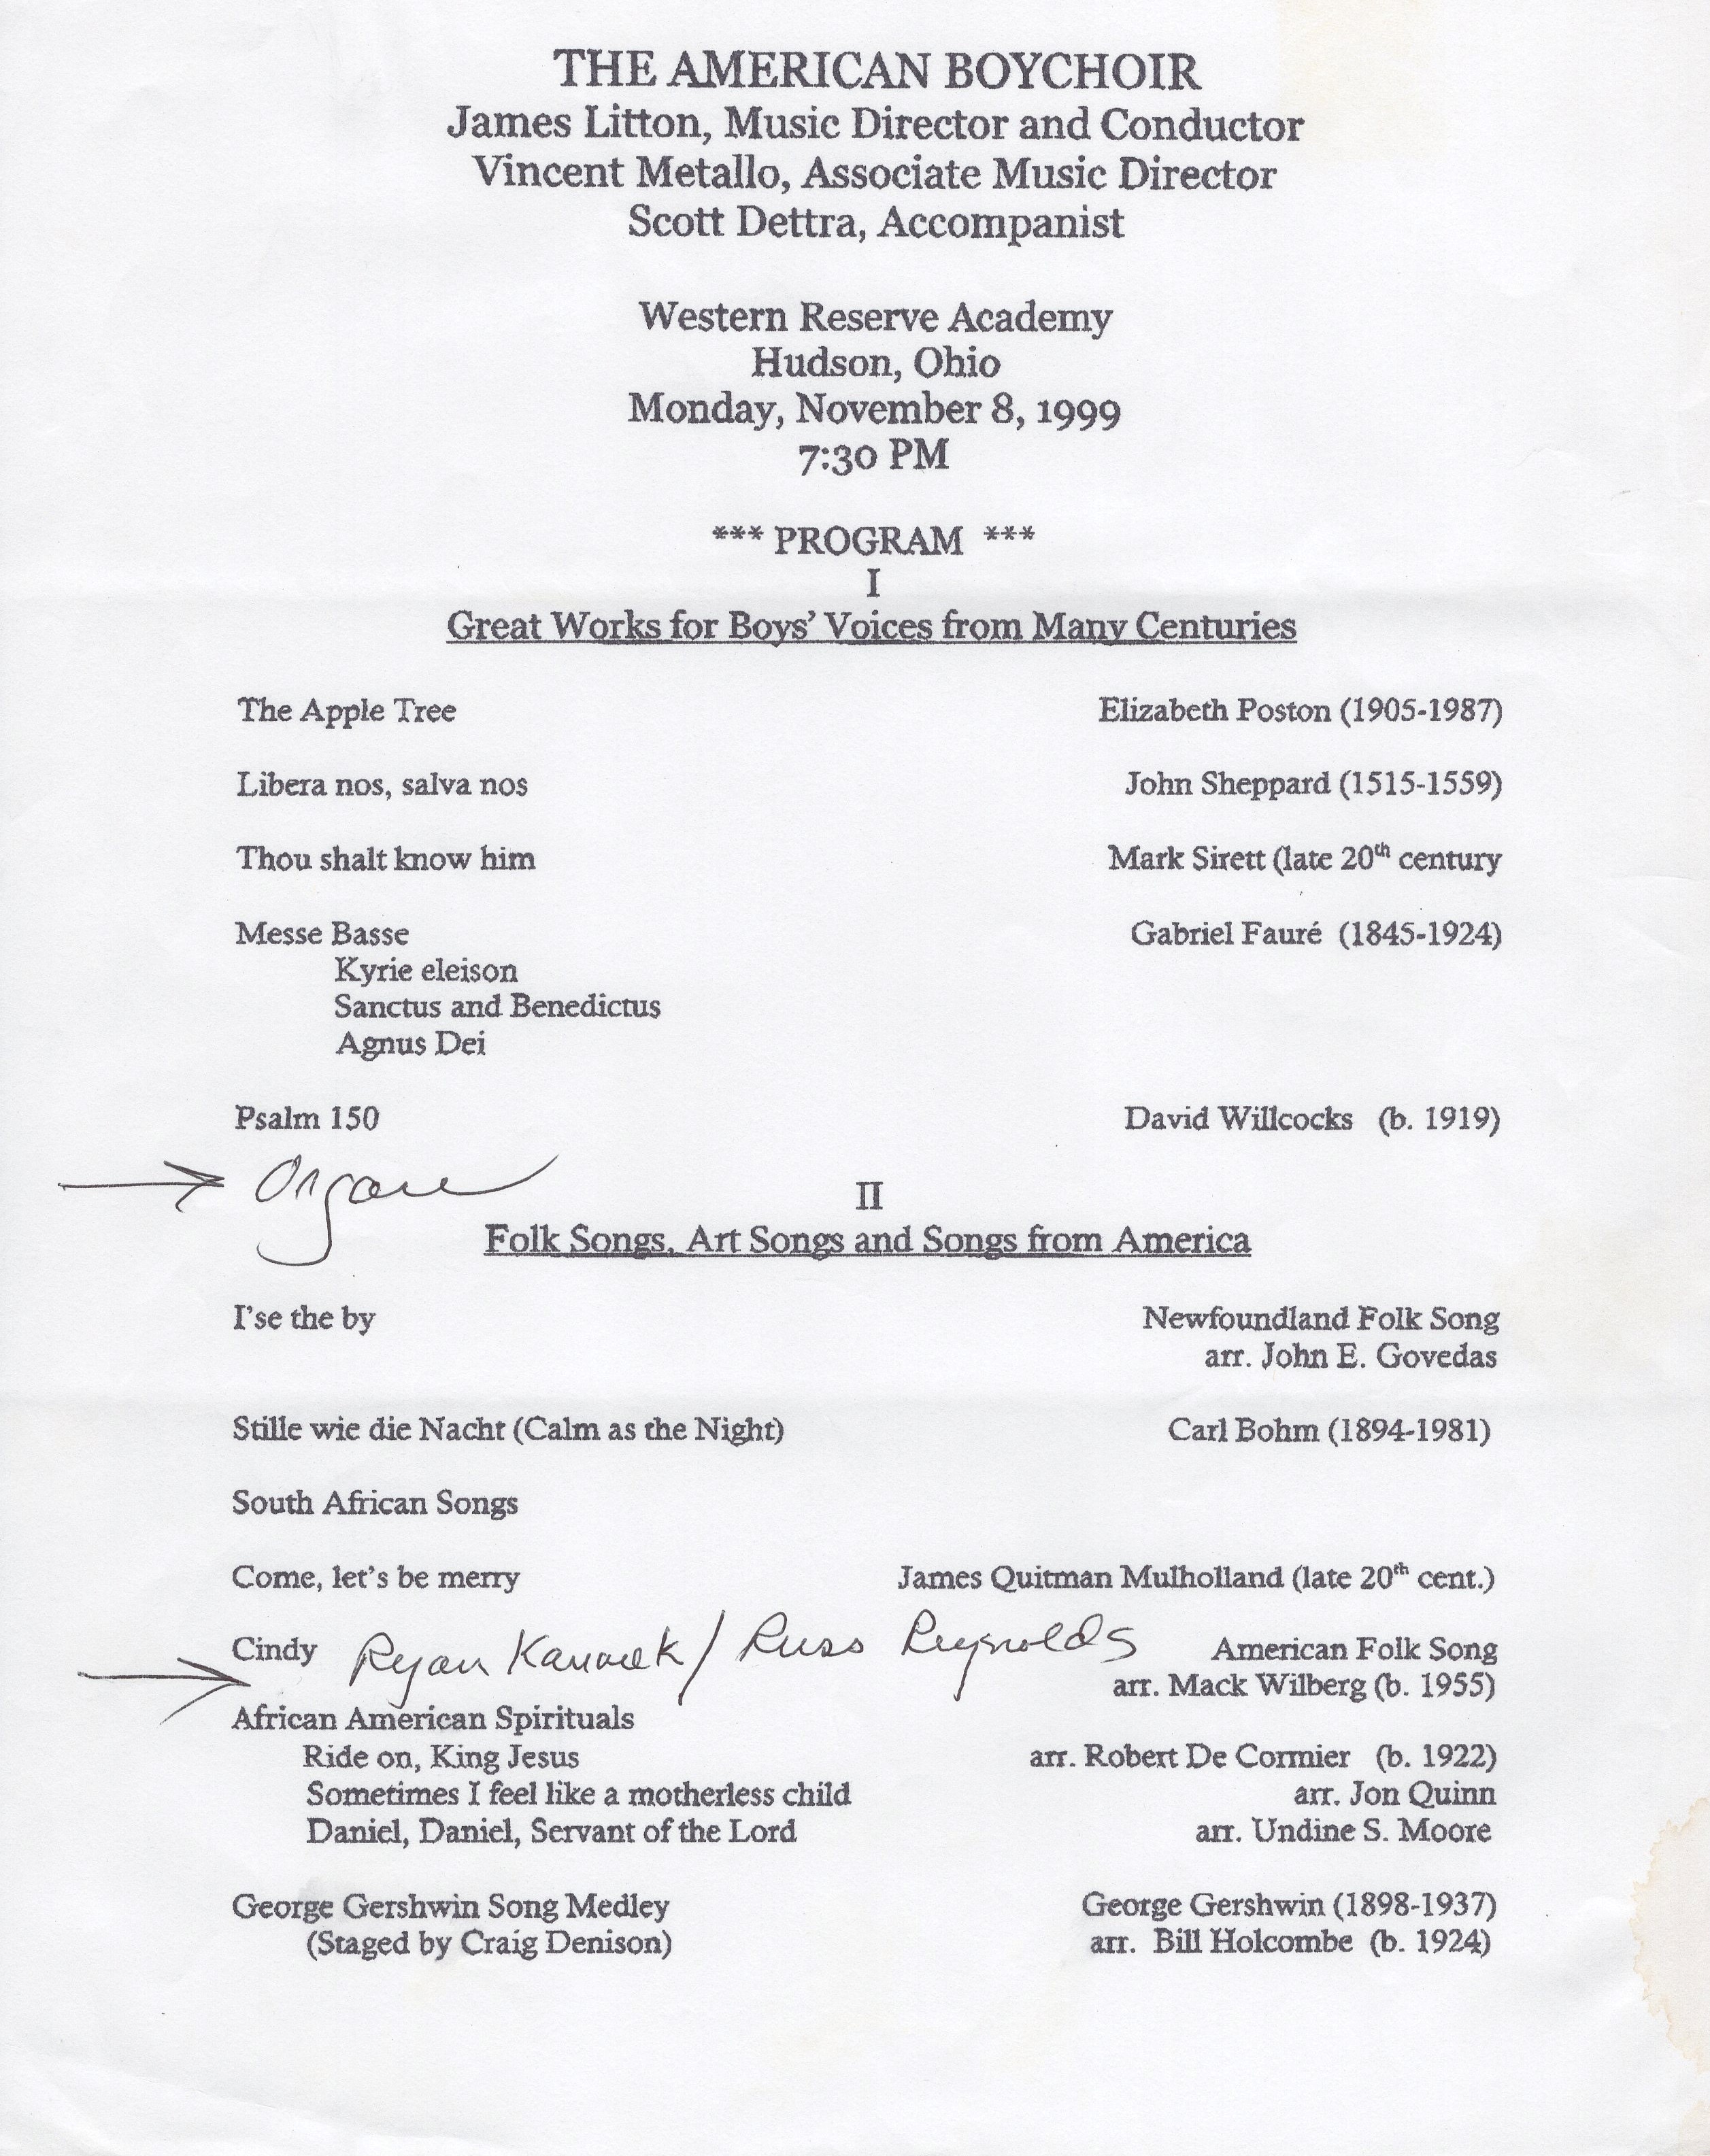 THE AMERICAN BOYCHOIR
James Litton, Music Director and Conductor
Vincent Metallo, Associate Music Director
Scott Dettra, Accompanist
Western Reserve Academy
Hudson, Ohio
Monday, November 8, 1999
7:30 PM
*** PROGRAM ***
I
Great Works for Boys' Voices from Many Centuries
The Apple Tree Elizabeth Poston (1905-1987)
Libera nos, salva nos John Sheppard (1515-1559)
Thou shalt know him Mark Sirett (late 20th century
Messe Basse Gabriel Fauré (1845-1924)
Kyrie eleison
Sanctus and Benedictus
Agnus Dei
Psalm 150 David Willcocks (b. 1919)
Organ
II
Folk Songs, Art Songs and Songs from America
I'se the by Newfoundland Folk Song
arr. John E. Govedas
Stille wie die Nacht (Calm as the Night) Carl Bohm (1894-1981)
South African Songs
Come, let's be merry James Quitman Mulholland (late 20th cent.)
Cindy Ryan / Russ Reynolds American Folk Song
arr. Mack Wilberg (b. 1955)
African American Spirituals
Ride on, King Jesus arr. Robert De Cormier (b. 1922)
Sometimes I feel like a motherless child arr. Jon Quinn
Daniel, Daniel, Servant of the Lord arr. Undine S. Moore
George Gershwin Song Medley George Gershwin (1898-1937)
(Staged by Craig Denison) arr. Bill Holcombe (b. 1924)